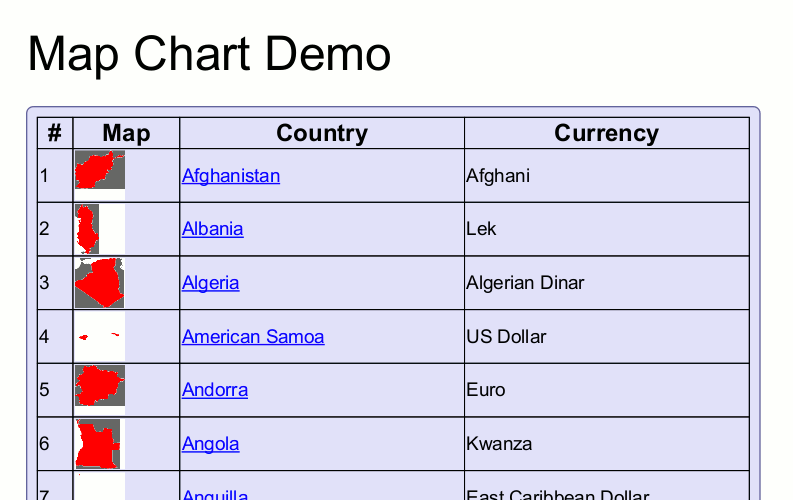 Map Chart Demo
# Map Country Currency
1 Afghanistan Afghani
2 Albania Lek
3 Algeria Algerian Dinar
4 American Samoa US Dollar
5 Andorra Euro
6 Angola Kwanza
7 Anguilla East Caribbean Dollar